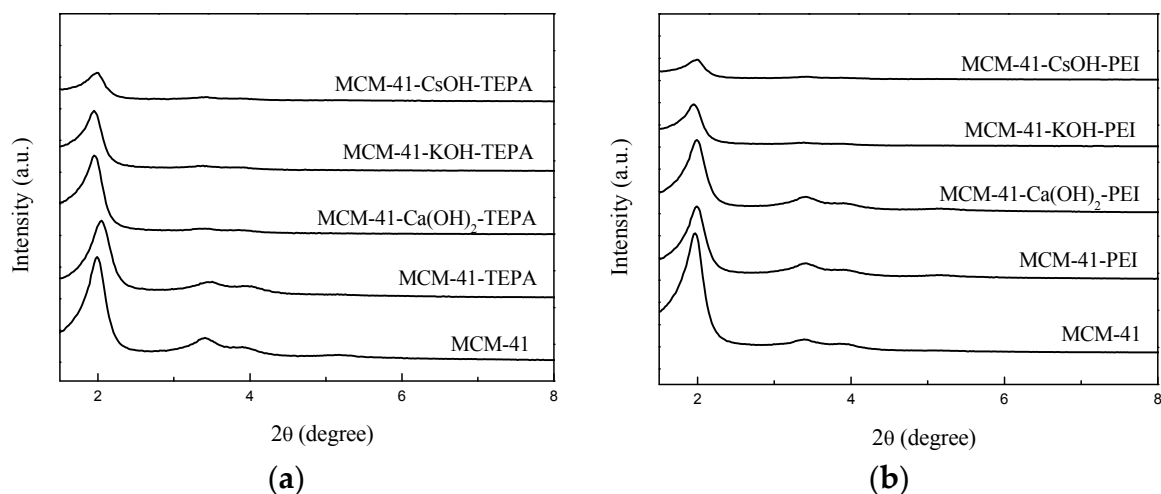 MCM-41-CsOH-TEPA
MCM-41-KOH-TEPA
MCM-41-Ca(OH)₂-TEPA
MCM-41-TEPA
MCM-41
Intensity (a.u.)
2 4 6 8
2θ (degree)
(a)
MCM-41-CsOH-PEI
MCM-41-KOH-PEI
MCM-41-Ca(OH)₂-PEI
MCM-41-PEI
MCM-41
Intensity (a.u.)
2 4 6 8
2θ (degree)
(b)